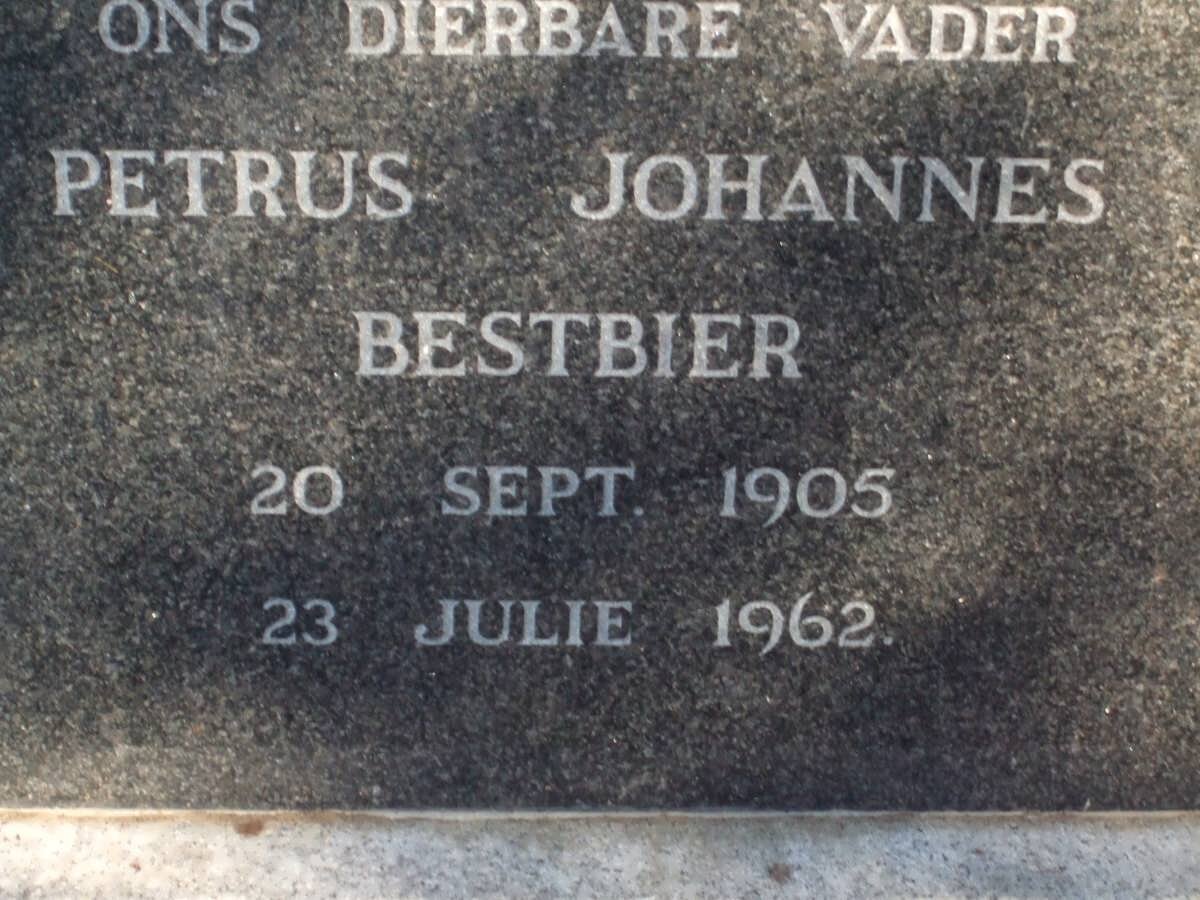 ONS DIERBARE VADER
PETRUS JOHANNES
BESTBIER
20 SEPT. 1905
23 JULIE 1962.